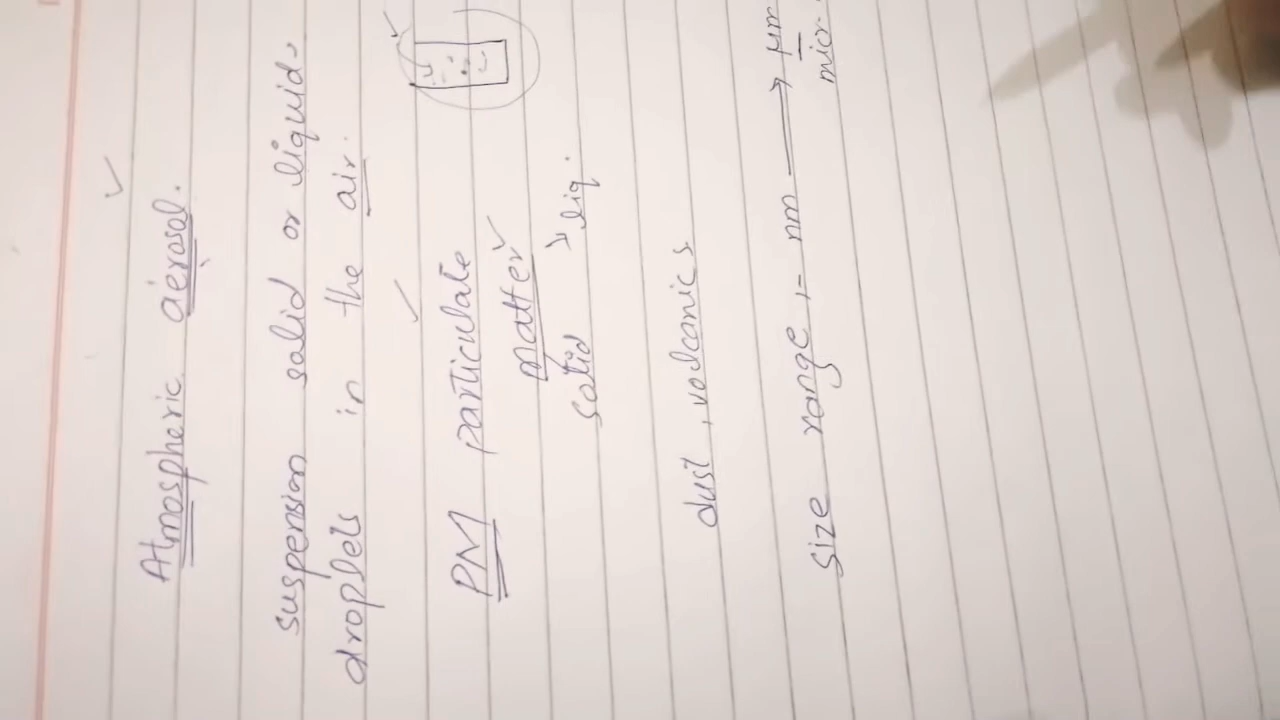 Atmospheric aerosol.
suspension solid or liquid
droplets in the air.
PM particulate
matter
solid liq.
dust, volcanics
Size range :- nm → μm
micr